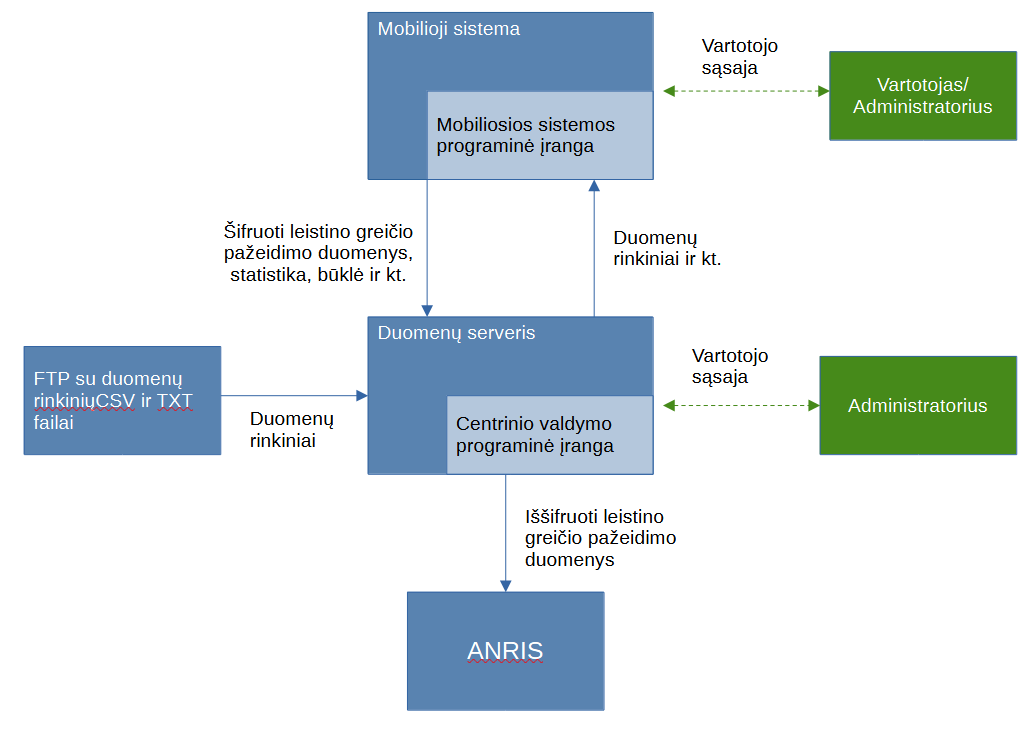 Mobilioji sistema
Vartotojo
sąsaja
Vartotojas/
Administratorius
Mobiliosios sistemos
programinė įranga
Šifruoti leistino greičio
pažeidimo duomenys,
statistika, būklė ir kt.
Duomenų
rinkiniai ir kt.
Duomenų serveris
Vartotojo
sąsaja
FTP su duomenų
rinkiniųCSV ir TXT
failai
Duomenų
rinkiniai
Centrinio valdymo
programinė įranga
Administratorius
Iššifruoti leistino
greičio pažeidimo
duomenys
ANRIS